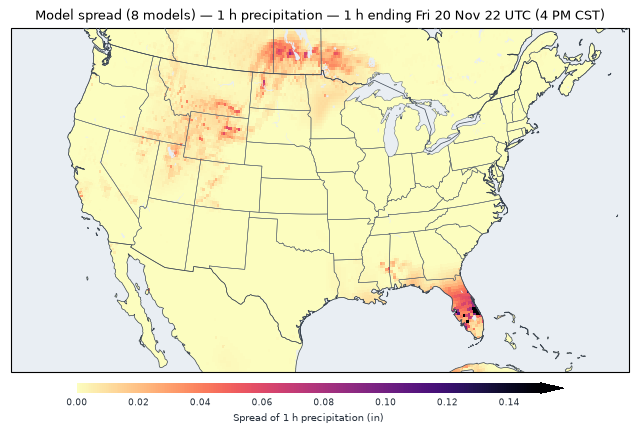 Model spread (8 models) — 1 h precipitation — 1 h ending Fri 20 Nov 22 UTC (4 PM CST)
0.00 0.02 0.04 0.06 0.08 0.10 0.12 0.14
Spread of 1 h precipitation (in)